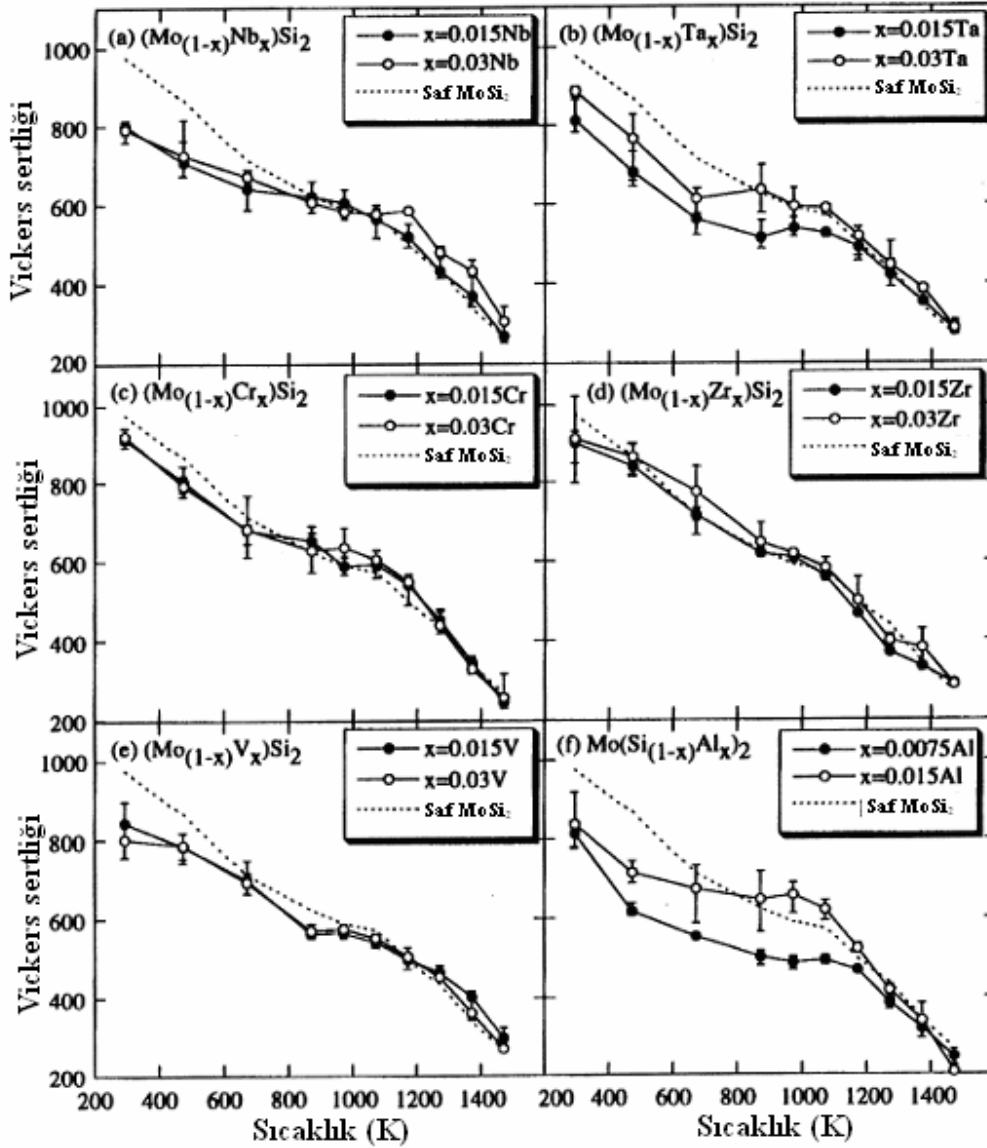 (a) (Mo(1-x)Nbx)Si2
x=0.015Nb
x=0.03Nb
Saf MoSi2
(b) (Mo(1-x)Tax)Si2
x=0.015Ta
x=0.03Ta
Saf MoSi2
1000
800
600
400
200
Vickers sertliği
(c) (Mo(1-x)Crx)Si2
x=0.015Cr
x=0.03Cr
Saf MoSi2
(d) (Mo(1-x)Zrx)Si2
x=0.015Zr
x=0.03Zr
Saf MoSi2
1000
800
600
400
200
Vickers sertliği
(e) (Mo(1-x)Vx)Si2
x=0.015V
x=0.03V
Saf MoSi2
(f) Mo(Si(1-x)Alx)2
x=0.0075Al
x=0.015Al
Saf MoSi2
1000
800
600
400
200
Vickers sertliği
200 400 600 800 1000 1200 1400
200 400 600 800 1000 1200 1400
Sıcaklık (K)
Sıcaklık (K)